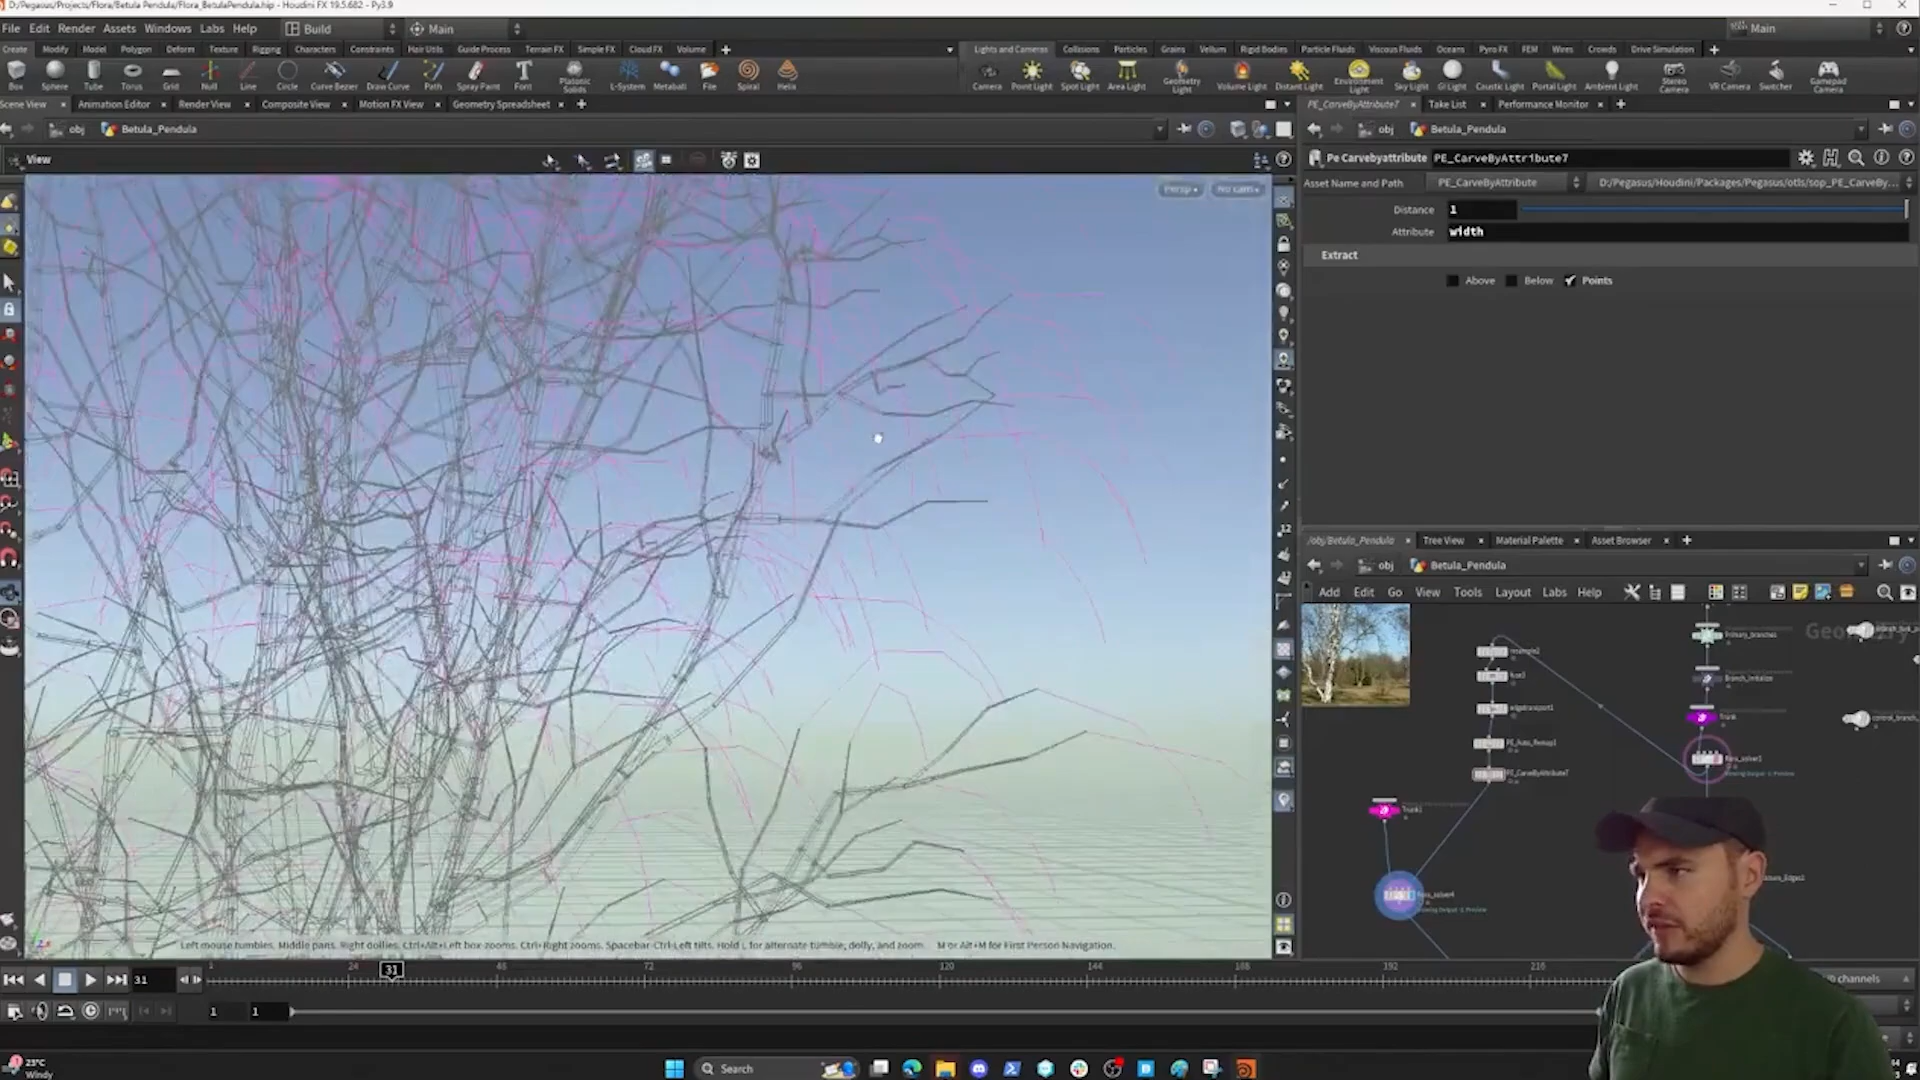 D:/Pegasus/Projects/Flora/Betula Pendula/Flora_BetulaPendula.hip - Houdini FX 19.5.682 - Py3.9
File Edit Render Assets Windows Labs Help Build Main Main
Create Modify Model Polygon Deform Texture Rigging Characters Constraints Hair Utils Guide Process Terrain FX Simple FX Cloud FX Volume
Lights and Cameras Collisions Particles Grains Vellum Rigid Bodies Particle Fluids Viscous Fluids Oceans Pyro FX FEM Wires Crowds Drive Simulation
Box Sphere Tube Torus Grid Null Line Circle Curve Bezier Draw Curve Path Spray Paint Font Platonic Solids L-System Metaball File Spiral Helix
Camera Point Light Spot Light Area Light Geometry Light Volume Light Distant Light Environment Light Sky Light GI Light Caustic Light Portal Light Ambient Light Stereo Camera VR Camera Switcher Gamepad Camera
Scene View Animation Editor Render View Composite View Motion FX View Geometry Spreadsheet
PE_CarveByAttribute7 Take List Performance Monitor
obj Betula_Pendula
obj Betula_Pendula
View
Pe Carvebyattribute PE_CarveByAttribute7
Asset Name and Path PE_CarveByAttribute D:/Pegasus/Houdini/Packages/Pegasus/otls/sop_PE_CarveBy...
Persp No cam
Distance 1
Attribute width
Extract
Above Below Points
/obj/Betula_Pendula Tree View Material Palette Asset Browser
obj Betula_Pendula
Add Edit Go View Tools Layout Labs Help
Primary_branches
Branch_initialize
Trunk
PE_Auto_Remap1
PE_CarveByAttribute7
Trunk1
Left mouse tumbles. Middle pans. Right dollies. Ctrl+Alt+Left box-zooms. Ctrl+Right zooms. Spacebar-Ctrl-Left tilts. Hold L for alternate tumble, dolly, and zoom. M or Alt+M for First Person Navigation.
31
1 24 31 48 72 96 120 144 168 192 216
channels
1 1
23°C
Windy
Search